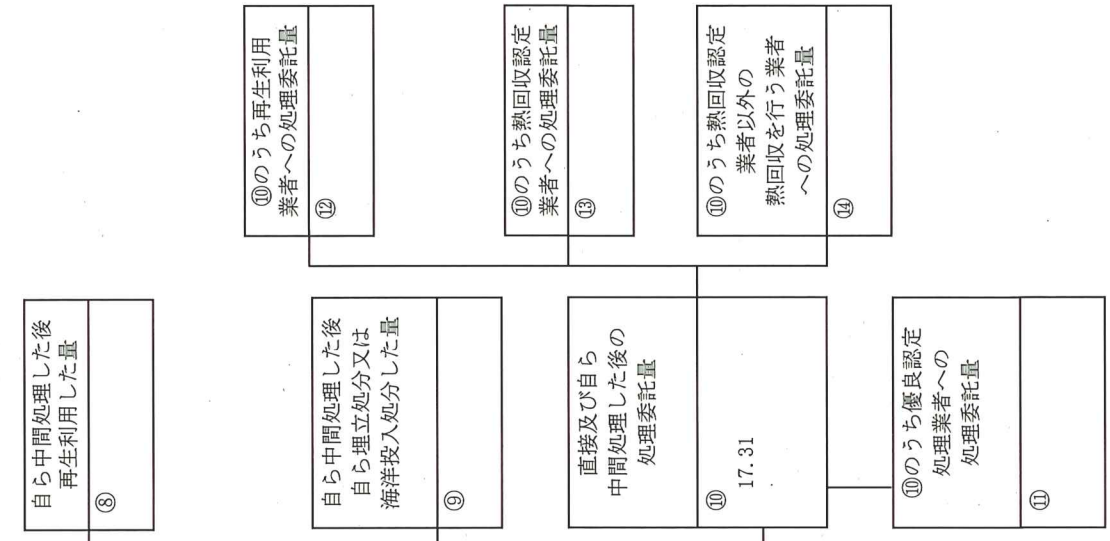 自ら中間処理した後
再生利用した量
⑧
自ら中間処理した後
自ら埋立処分又は
海洋投入処分した量
⑨
直接及び自ら
中間処理した後の
処理委託量
⑩
17.31
⑩のうち優良認定
処理業者への
処理委託量
⑪
⑩のうち再生利用
業者への処理委託量
⑫
⑩のうち熱回収認定
業者への処理委託量
⑬
⑩のうち熱回収認定
業者以外の
熱回収を行う業者
への処理委託量
⑭